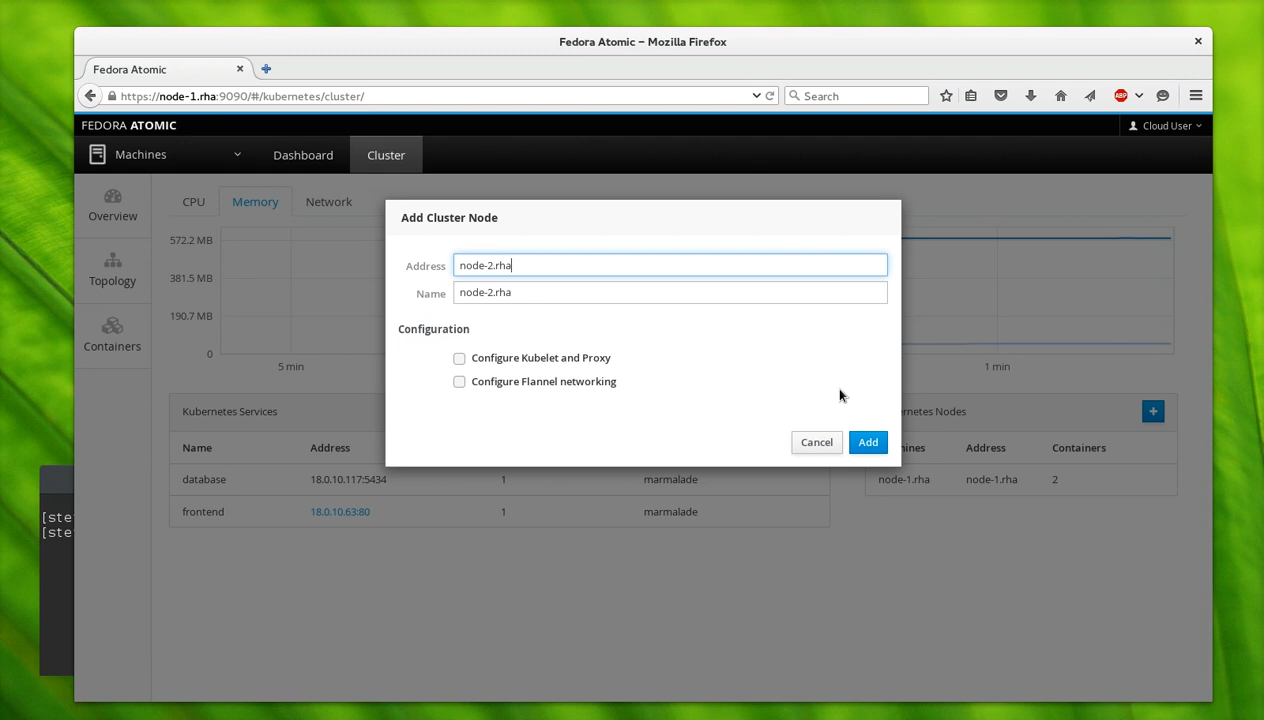 Fedora Atomic – Mozilla Firefox
Fedora Atomic
https://node-1.rha:9090/#/kubernetes/cluster/
Search
ABP
FEDORA ATOMIC
Cloud User
Machines
Dashboard
Cluster
Overview
Topology
Containers
CPU
Memory
Network
572.2 MB
381.5 MB
190.7 MB
0
5 min
1 min
Add Cluster Node
Address node-2.rha
Name node-2.rha
Configuration
Configure Kubelet and Proxy
Configure Flannel networking
Cancel
Add
Kubernetes Services
Name Address
database 18.0.10.117:5434 1 marmalade
frontend 18.0.10.63:80 1 marmalade
Nodes
Address Containers
node-1.rha node-1.rha 2
[ste
[ste